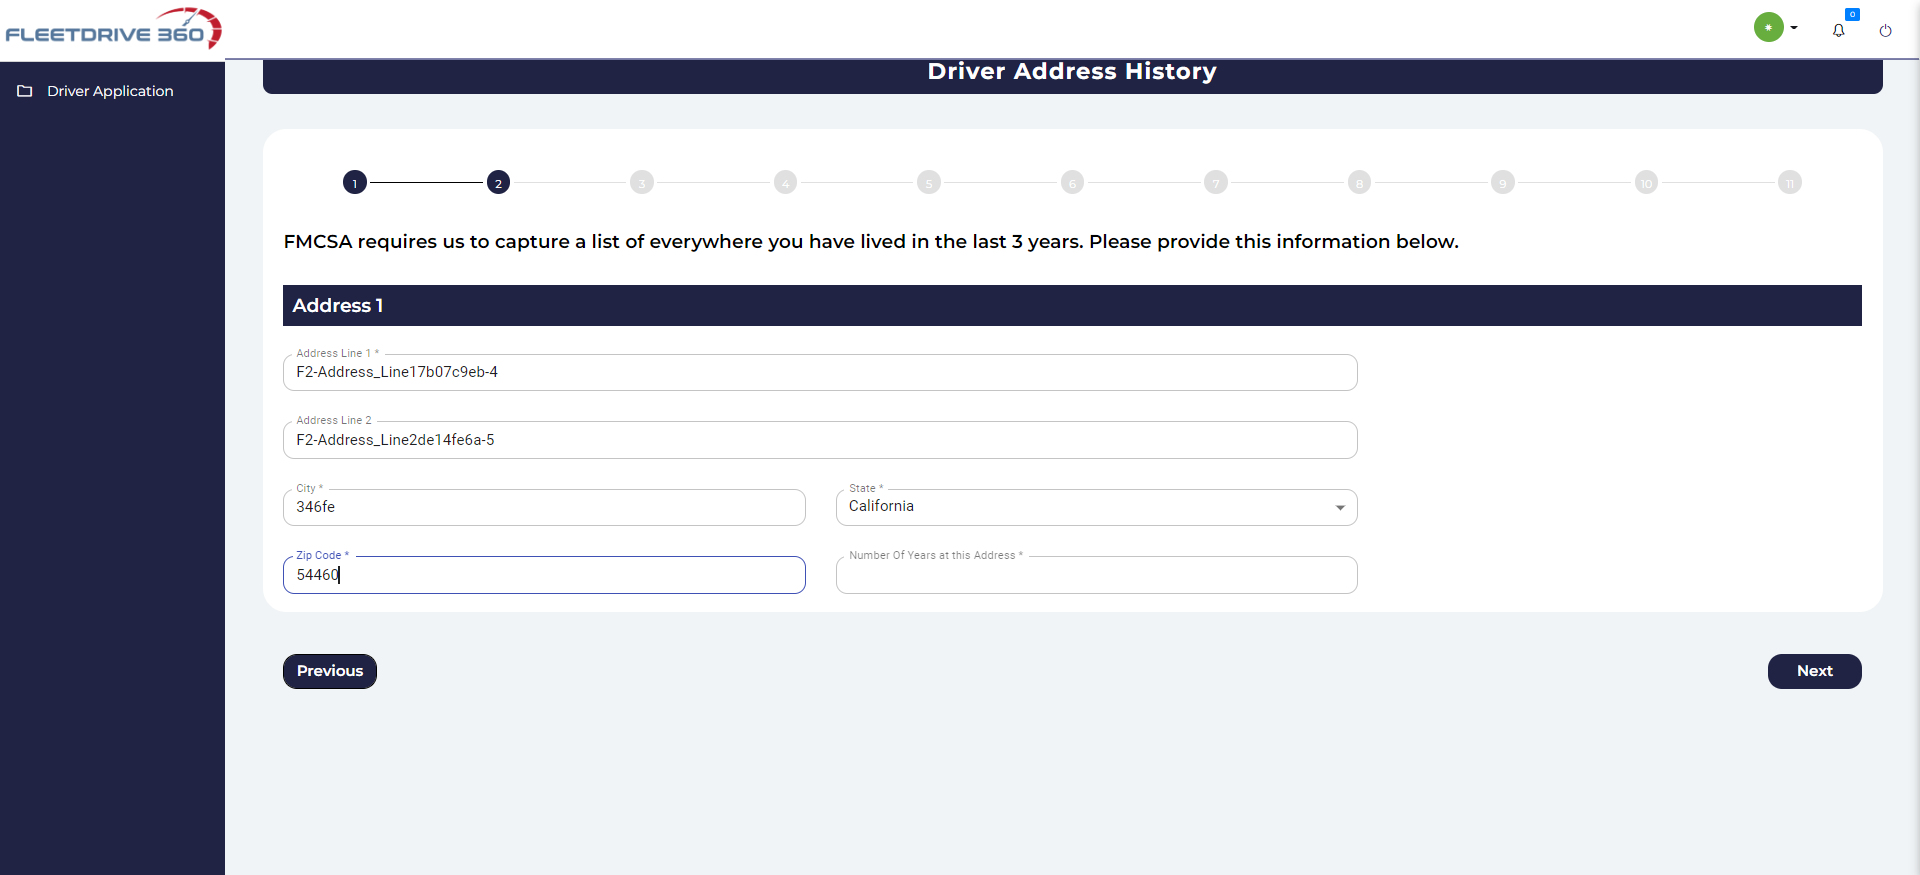 FLEETDRIVE 360
0
Driver Application
Driver Address History
1 2 3 4 5 6 7 8 9 10 11
FMCSA requires us to capture a list of everywhere you have lived in the last 3 years. Please provide this information below.
Address 1
Address Line 1 *
F2-Address_Line17b07c9eb-4
Address Line 2
F2-Address_Line2de14fe6a-5
City *
346fe
State *
California
Zip Code *
54460
Number Of Years at this Address *
Previous
Next